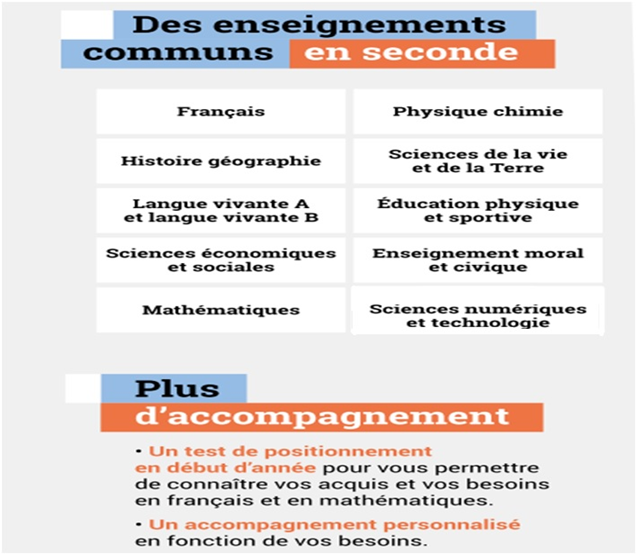 Des enseignements
communs en seconde
Français
Physique chimie
Histoire géographie
Sciences de la vie
et de la Terre
Langue vivante A
et langue vivante B
Éducation physique
et sportive
Sciences économiques
et sociales
Enseignement moral
et civique
Mathématiques
Sciences numériques
et technologie
Plus
d'accompagnement
• Un test de positionnement
en début d'année pour vous permettre
de connaître vos acquis et vos besoins
en français et en mathématiques.
• Un accompagnement personnalisé
en fonction de vos besoins.